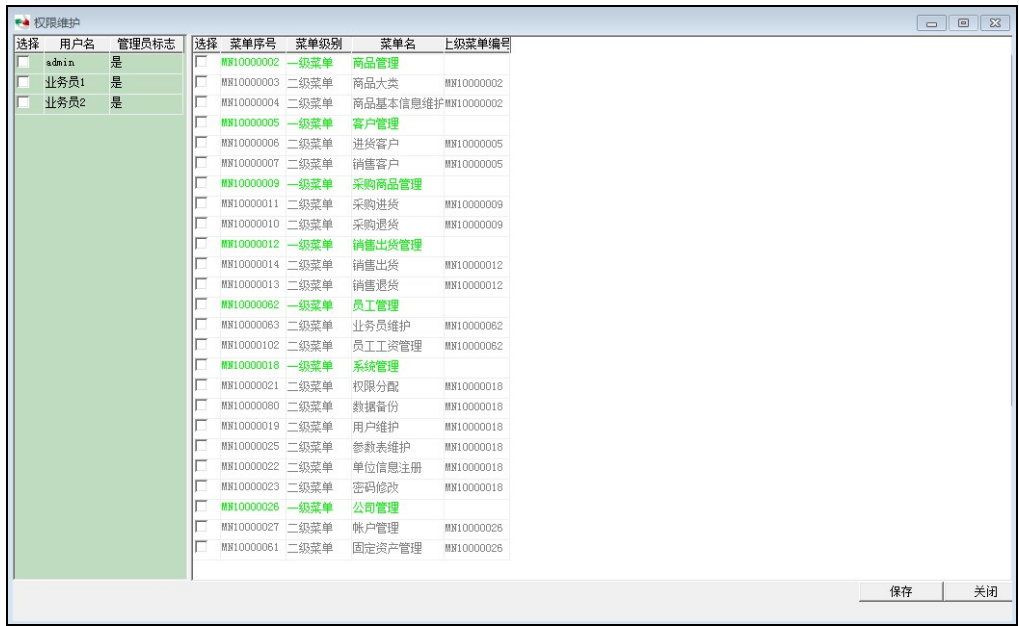 权限维护
选择 用户名 管理员标志
admin 是
业务员1 是
业务员2 是
选择 菜单序号 菜单级别 菜单名 上级菜单编号
MN10000002 一级菜单 商品管理
MN10000003 二级菜单 商品大类 MN10000002
MN10000004 二级菜单 商品基本信息维护 MN10000002
MN10000005 一级菜单 客户管理
MN10000006 二级菜单 进货客户 MN10000005
MN10000007 二级菜单 销售客户 MN10000005
MN10000009 一级菜单 采购商品管理
MN10000011 二级菜单 采购进货 MN10000009
MN10000010 二级菜单 采购退货 MN10000009
MN10000012 一级菜单 销售出货管理
MN10000014 二级菜单 销售出货 MN10000012
MN10000013 二级菜单 销售退货 MN10000012
MN10000062 一级菜单 员工管理
MN10000063 二级菜单 业务员维护 MN10000062
MN10000102 二级菜单 员工工资管理 MN10000062
MN10000018 一级菜单 系统管理
MN10000021 二级菜单 权限分配 MN10000018
MN10000080 二级菜单 数据备份 MN10000018
MN10000019 二级菜单 用户维护 MN10000018
MN10000025 二级菜单 参数表维护 MN10000018
MN10000022 二级菜单 单位信息注册 MN10000018
MN10000023 二级菜单 密码修改 MN10000018
MN10000026 一级菜单 公司管理
MN10000027 二级菜单 帐户管理 MN10000026
MN10000061 二级菜单 固定资产管理 MN10000026
保存 关闭